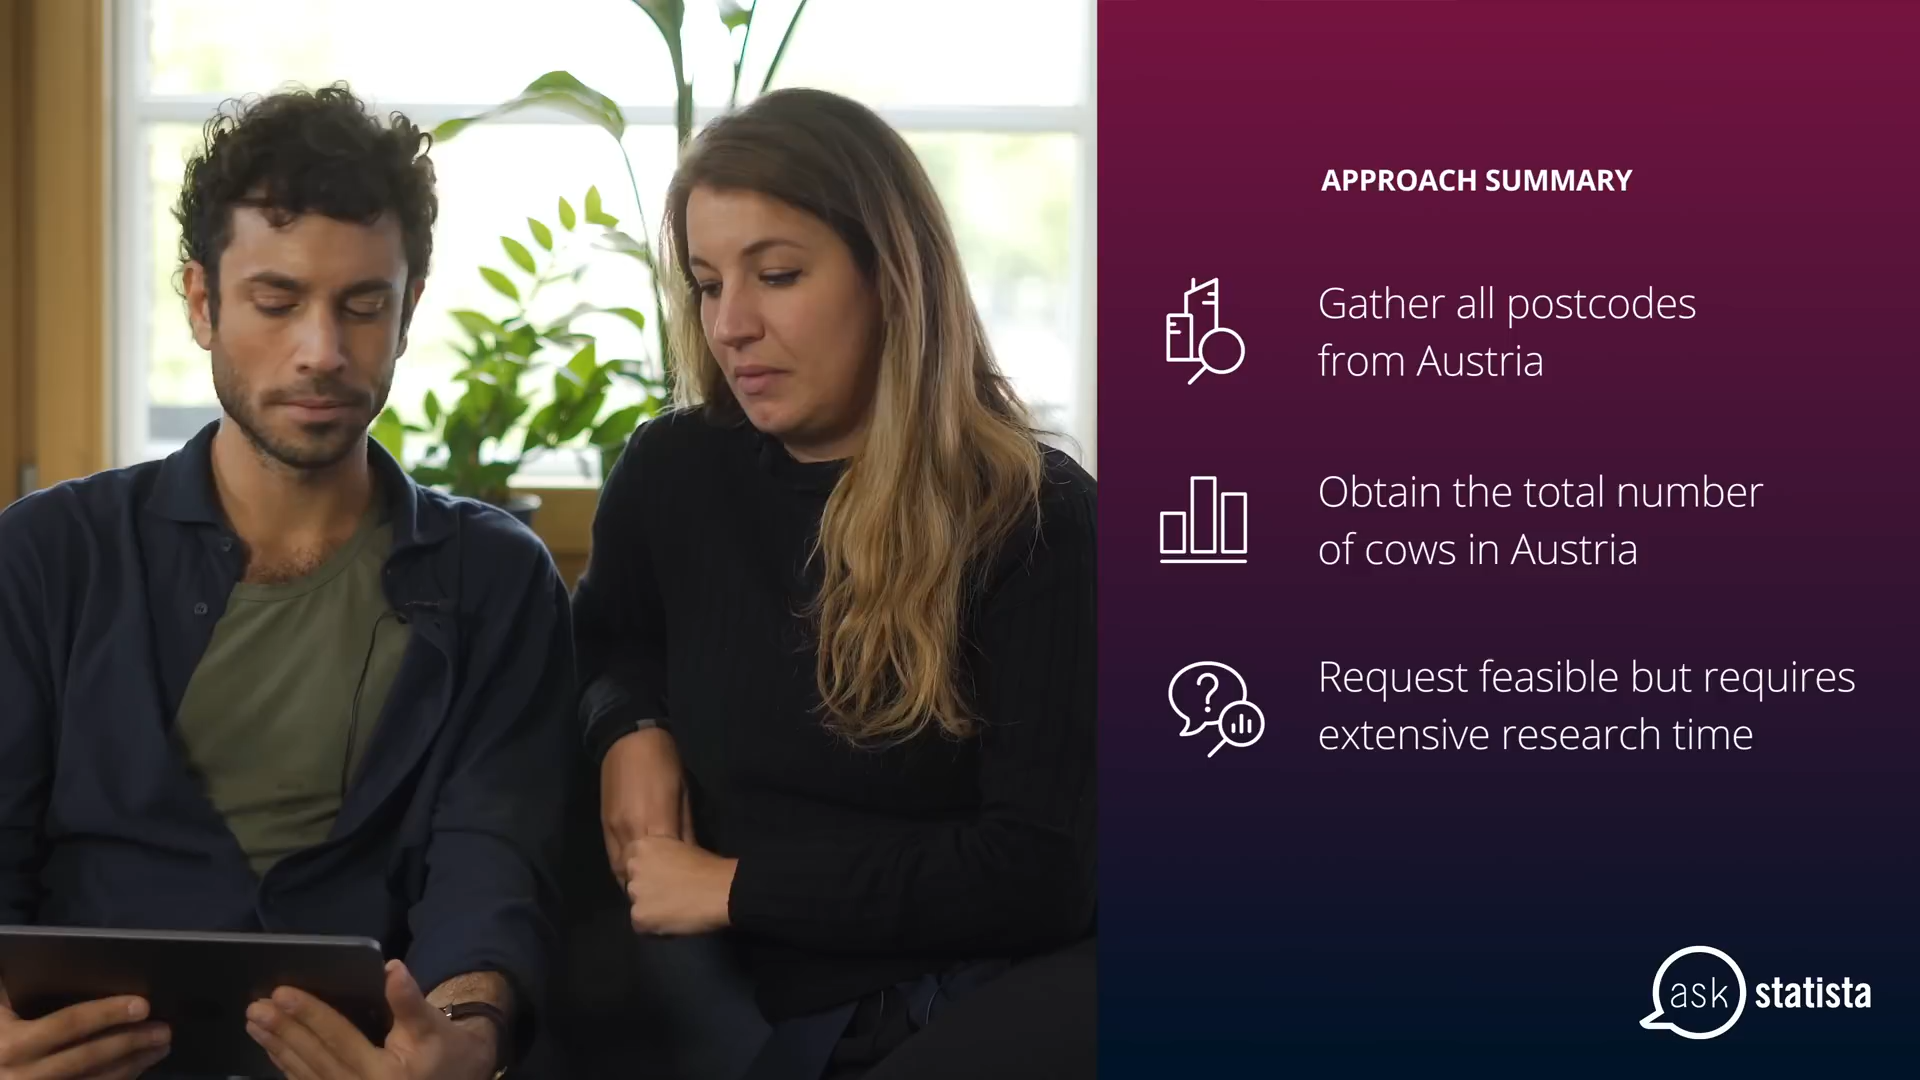 APPROACH SUMMARY
Gather all postcodes
from Austria
Obtain the total number
of cows in Austria
?
Request feasible but requires
extensive research time
ask statista